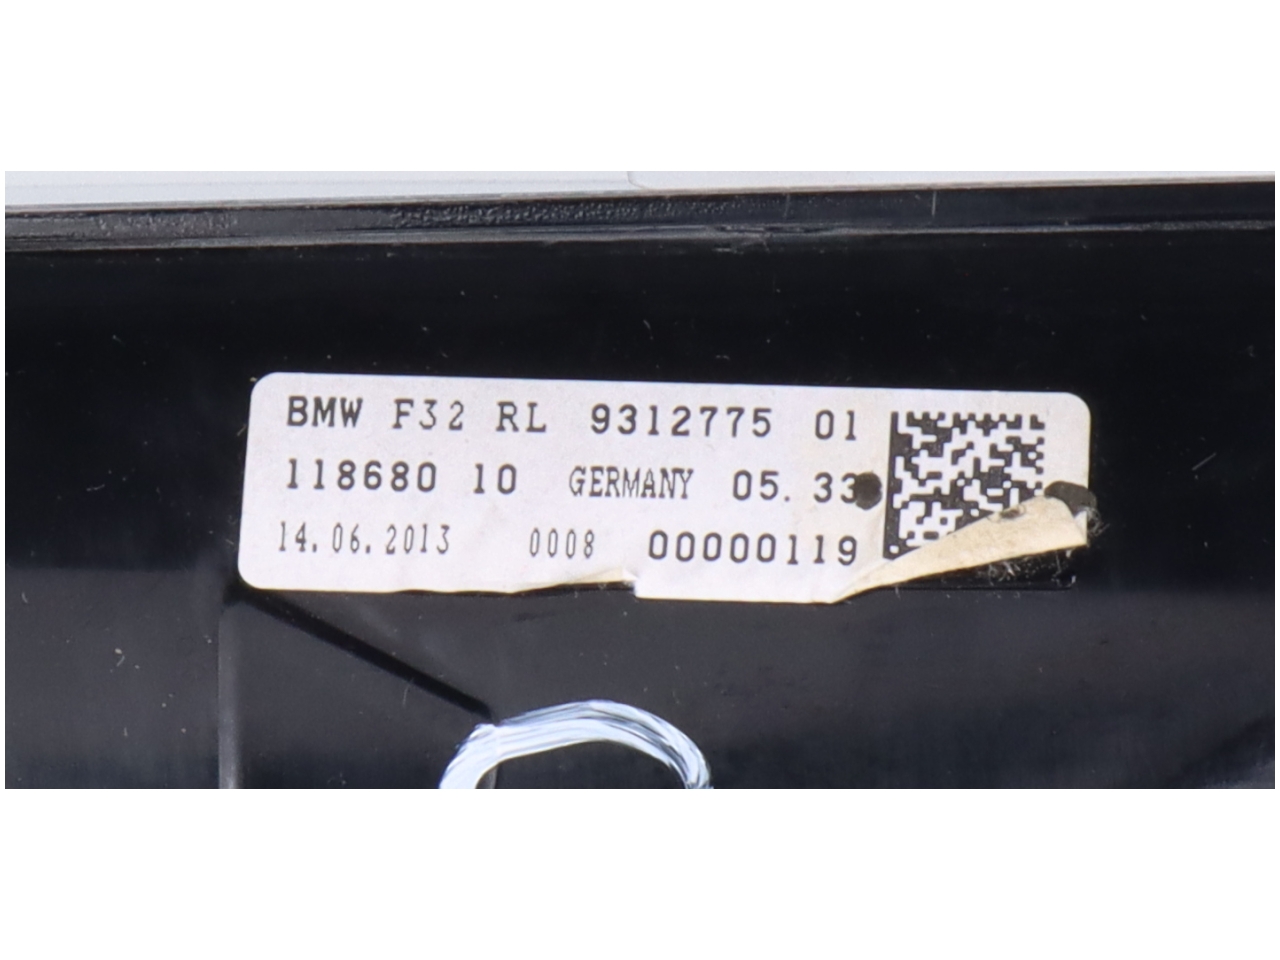 BMW F32 RL 9312775 01
118680 10 GERMANY 05. 33
14.06.2013 0008 00000119